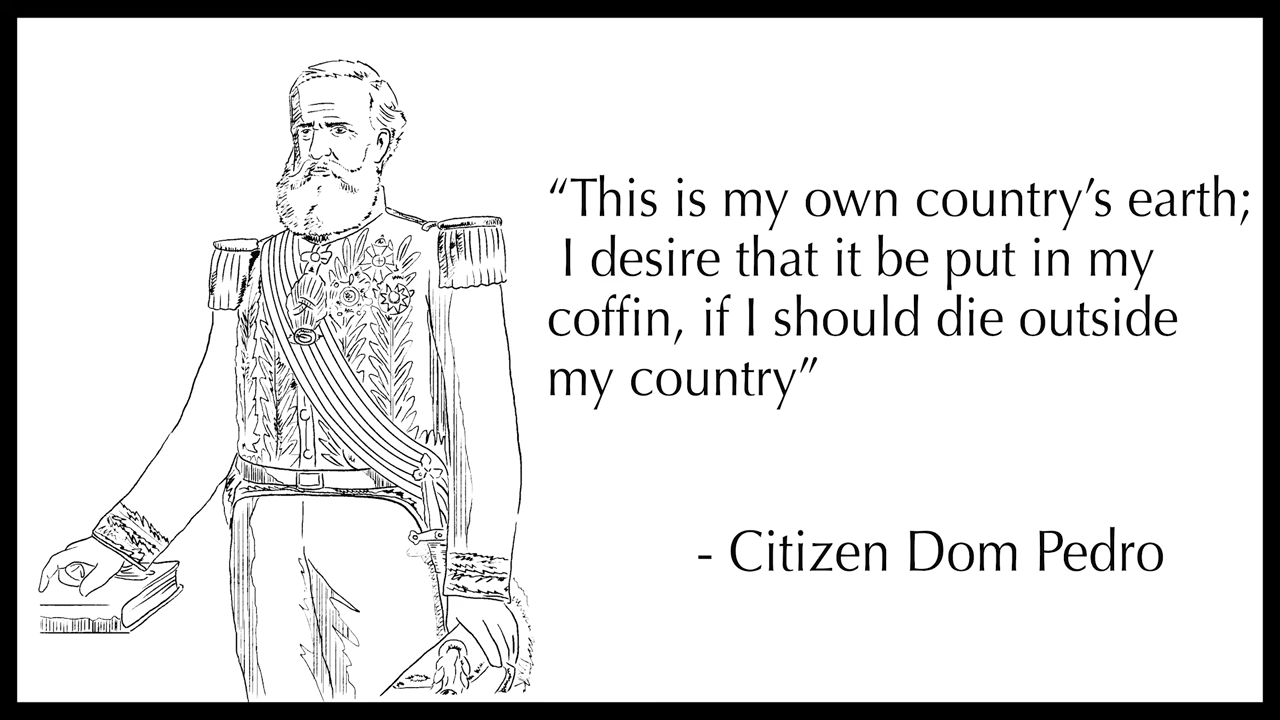 “This is my own country’s earth;
I desire that it be put in my
coffin, if I should die outside
my country”
- Citizen Dom Pedro